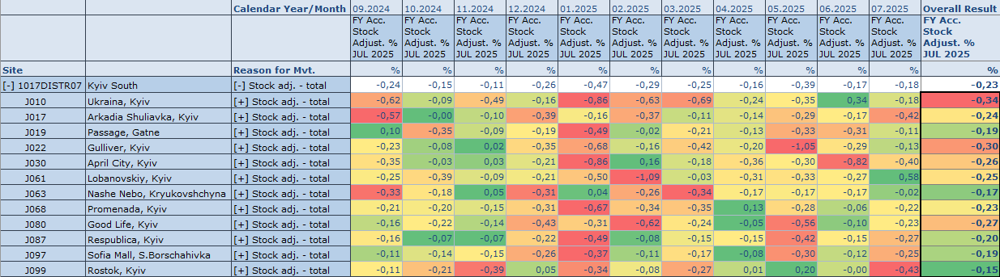 Calendar Year/Month 09.2024 10.2024 11.2024 12.2024 01.2025 02.2025 03.2025 04.2025 05.2025 06.2025 07.2025 Overall Result
FY Acc. FY Acc. FY Acc. FY Acc. FY Acc. FY Acc. FY Acc. FY Acc. FY Acc. FY Acc. FY Acc. FY Acc.
Stock Stock Stock Stock Stock Stock Stock Stock Stock Stock Stock Stock
Adjust. % Adjust. % Adjust. % Adjust. % Adjust. % Adjust. % Adjust. % Adjust. % Adjust. % Adjust. % Adjust. % Adjust. %
JUL 2025 JUL 2025 JUL 2025 JUL 2025 JUL 2025 JUL 2025 JUL 2025 JUL 2025 JUL 2025 JUL 2025 JUL 2025 JUL 2025
Site Reason for Mvt. % % % % % % % % % % % %
[-] 1017DISTR07 Kyiv South [-] Stock adj. - total -0,24 -0,15 -0,11 -0,26 -0,47 -0,29 -0,25 -0,16 -0,39 -0,17 -0,18 -0,23
J010 Ukraina, Kyiv [+] Stock adj. - total -0,62 -0,09 -0,49 -0,16 -0,86 -0,63 -0,69 -0,24 -0,35 0,34 -0,18 -0,34
J017 Arkadia Shuliavka, Kyiv [+] Stock adj. - total -0,57 -0,00 -0,10 -0,39 -0,16 -0,37 -0,11 -0,14 -0,29 -0,17 -0,42 -0,24
J019 Passage, Gatne [+] Stock adj. - total 0,10 -0,35 -0,09 -0,19 -0,49 -0,02 -0,21 -0,13 -0,33 -0,31 -0,11 -0,19
J022 Gulliver, Kyiv [+] Stock adj. - total -0,23 -0,08 0,02 -0,35 -0,68 -0,16 -0,42 -0,20 -1,05 -0,29 -0,13 -0,30
J030 April City, Kyiv [+] Stock adj. - total -0,35 -0,03 0,03 -0,21 -0,86 0,16 -0,18 -0,36 -0,30 -0,82 -0,40 -0,26
J061 Lobanovskiy, Kyiv [+] Stock adj. - total -0,25 -0,39 -0,09 -0,21 -0,50 -1,09 -0,03 -0,31 -0,33 -0,27 0,58 -0,25
J063 Nashe Nebo, Kryukovshchyna [+] Stock adj. - total -0,33 -0,18 0,05 -0,31 0,04 -0,26 -0,34 -0,17 -0,17 -0,17 -0,02 -0,17
J068 Promenada, Kyiv [+] Stock adj. - total -0,21 -0,20 -0,15 -0,31 -0,67 -0,34 -0,35 0,13 -0,28 -0,06 -0,22 -0,23
J080 Good Life, Kyiv [+] Stock adj. - total -0,16 -0,22 -0,14 -0,43 -0,31 -0,62 -0,24 -0,05 -0,56 -0,10 -0,23 -0,27
J087 Respublica, Kyiv [+] Stock adj. - total -0,16 -0,07 -0,07 -0,22 -0,49 -0,08 -0,15 -0,15 -0,42 -0,15 -0,27 -0,20
J097 Sofia Mall, S.Borschahivka [+] Stock adj. - total -0,11 -0,14 -0,15 -0,26 -0,37 -0,11 -0,17 -0,08 -0,30 -0,12 -0,25 -0,19
J099 Rostok, Kyiv [+] Stock adj. - total -0,11 -0,21 -0,39 0,05 -0,34 -0,08 -0,27 0,01 0,20 -0,00 -0,43 -0,15